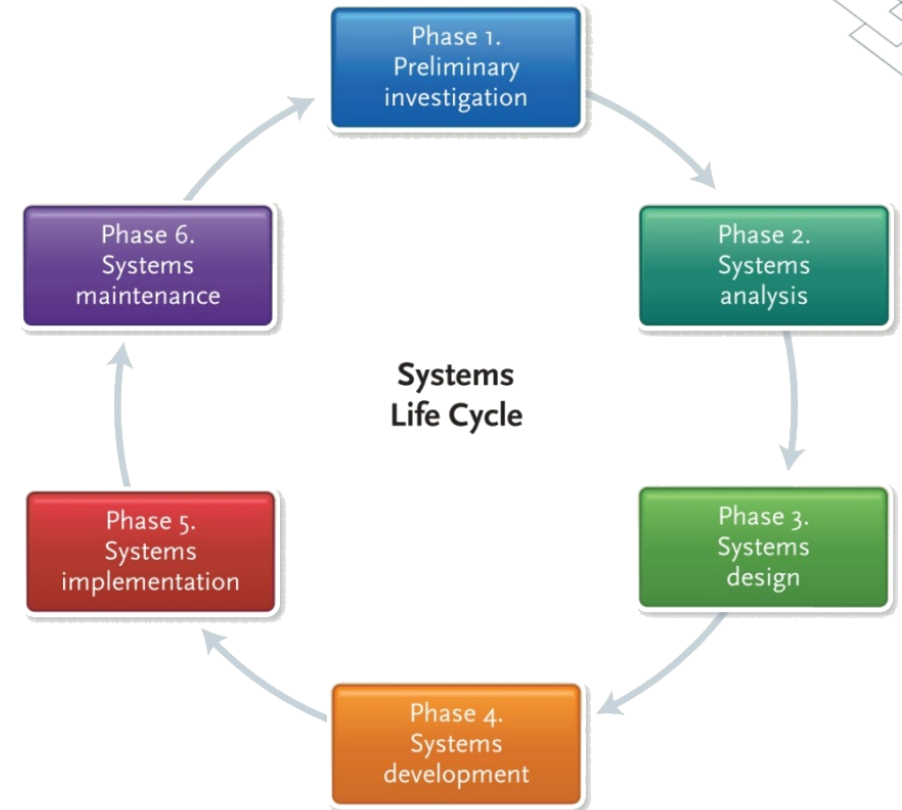 Phase 1.
Preliminary
investigation
Phase 2.
Systems
analysis
Phase 3.
Systems
design
Phase 4.
Systems
development
Phase 5.
Systems
implementation
Phase 6.
Systems
maintenance
Systems
Life Cycle